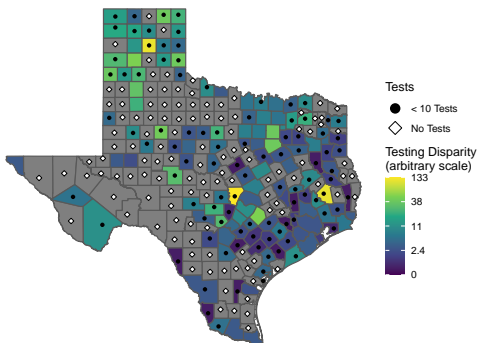 Tests
< 10 Tests
No Tests
Testing Disparity
(arbitrary scale)
133
38
11
2.4
0